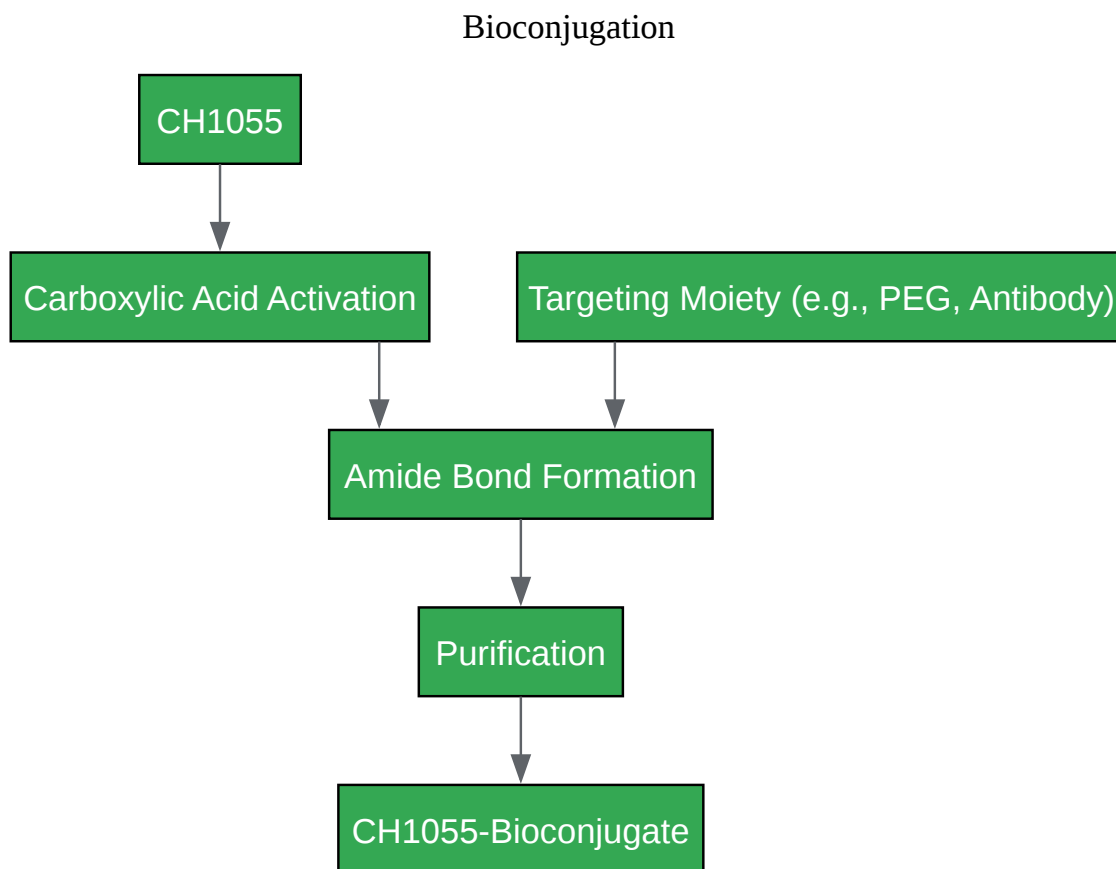 Bioconjugation
CH1055
Carboxylic Acid Activation
Targeting Moiety (e.g., PEG, Antibody)
Amide Bond Formation
Purification
CH1055-Bioconjugate